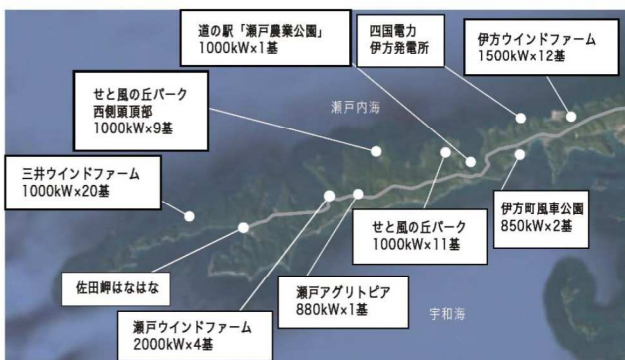 道の駅「瀬戸農業公園」
1000kW×1基
四国電力
伊方発電所
伊方ウインドファーム
1500kW×12基
せと風の丘パーク
西側頭頂部
1000kW×9基
瀬戸内海
三井ウインドファーム
1000kW×20基
佐田岬はなはな
瀬戸ウインドファーム
2000kW×4基
瀬戸アグリトピア
880kW×1基
せと風の丘パーク
1000kW×11基
伊方町風車公園
850kW×2基
宇和海